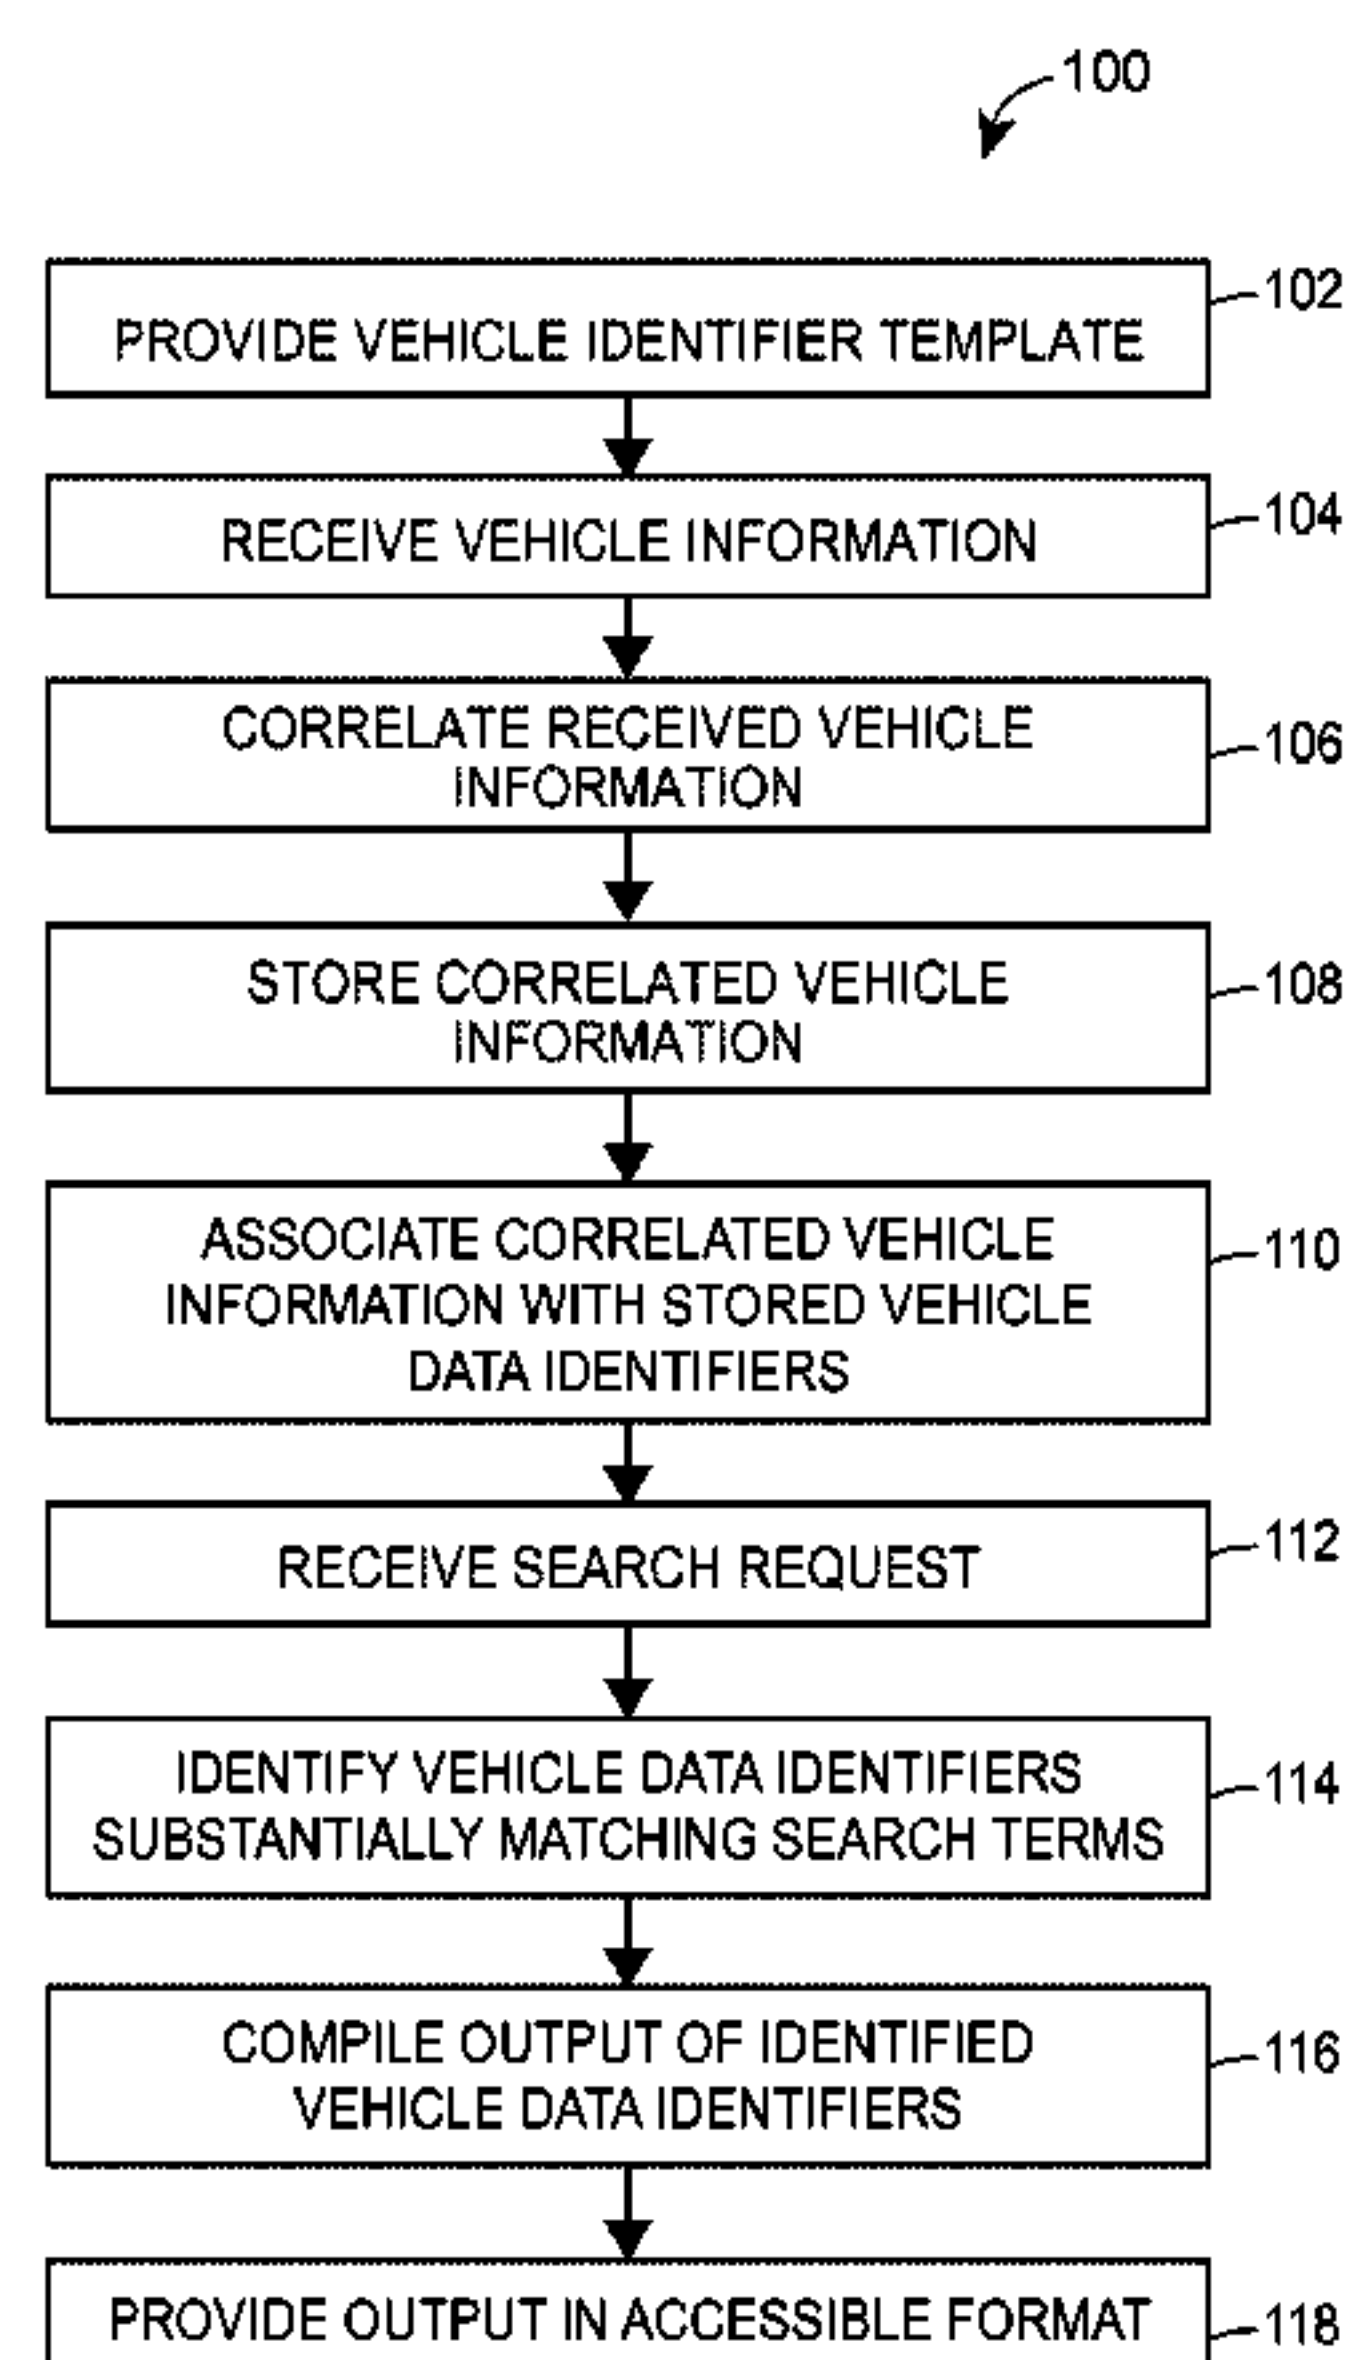 100
PROVIDE VEHICLE IDENTIFIER TEMPLATE
102
RECEIVE VEHICLE INFORMATION
104
CORRELATE RECEIVED VEHICLE
INFORMATION
106
STORE CORRELATED VEHICLE
INFORMATION
108
ASSOCIATE CORRELATED VEHICLE
INFORMATION WITH STORED VEHICLE
DATA IDENTIFIERS
110
RECEIVE SEARCH REQUEST
112
IDENTIFY VEHICLE DATA IDENTIFIERS
SUBSTANTIALLY MATCHING SEARCH TERMS
114
COMPILE OUTPUT OF IDENTIFIED
VEHICLE DATA IDENTIFIERS
116
PROVIDE OUTPUT IN ACCESSIBLE FORMAT
118